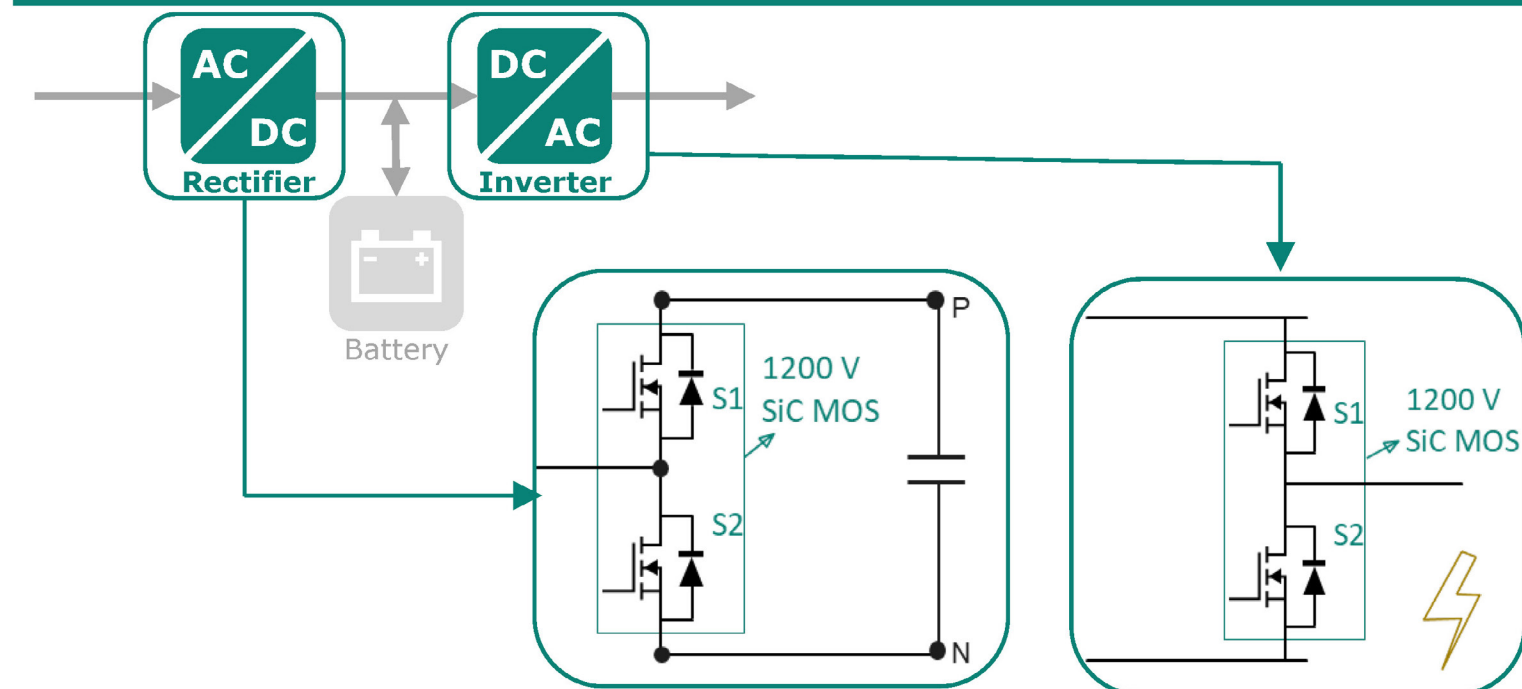 AC
DC
Rectifier
DC
AC
Inverter
- +
Battery
P
S1
1200 V
SiC MOS
S2
N
S1
1200 V
SiC MOS
S2